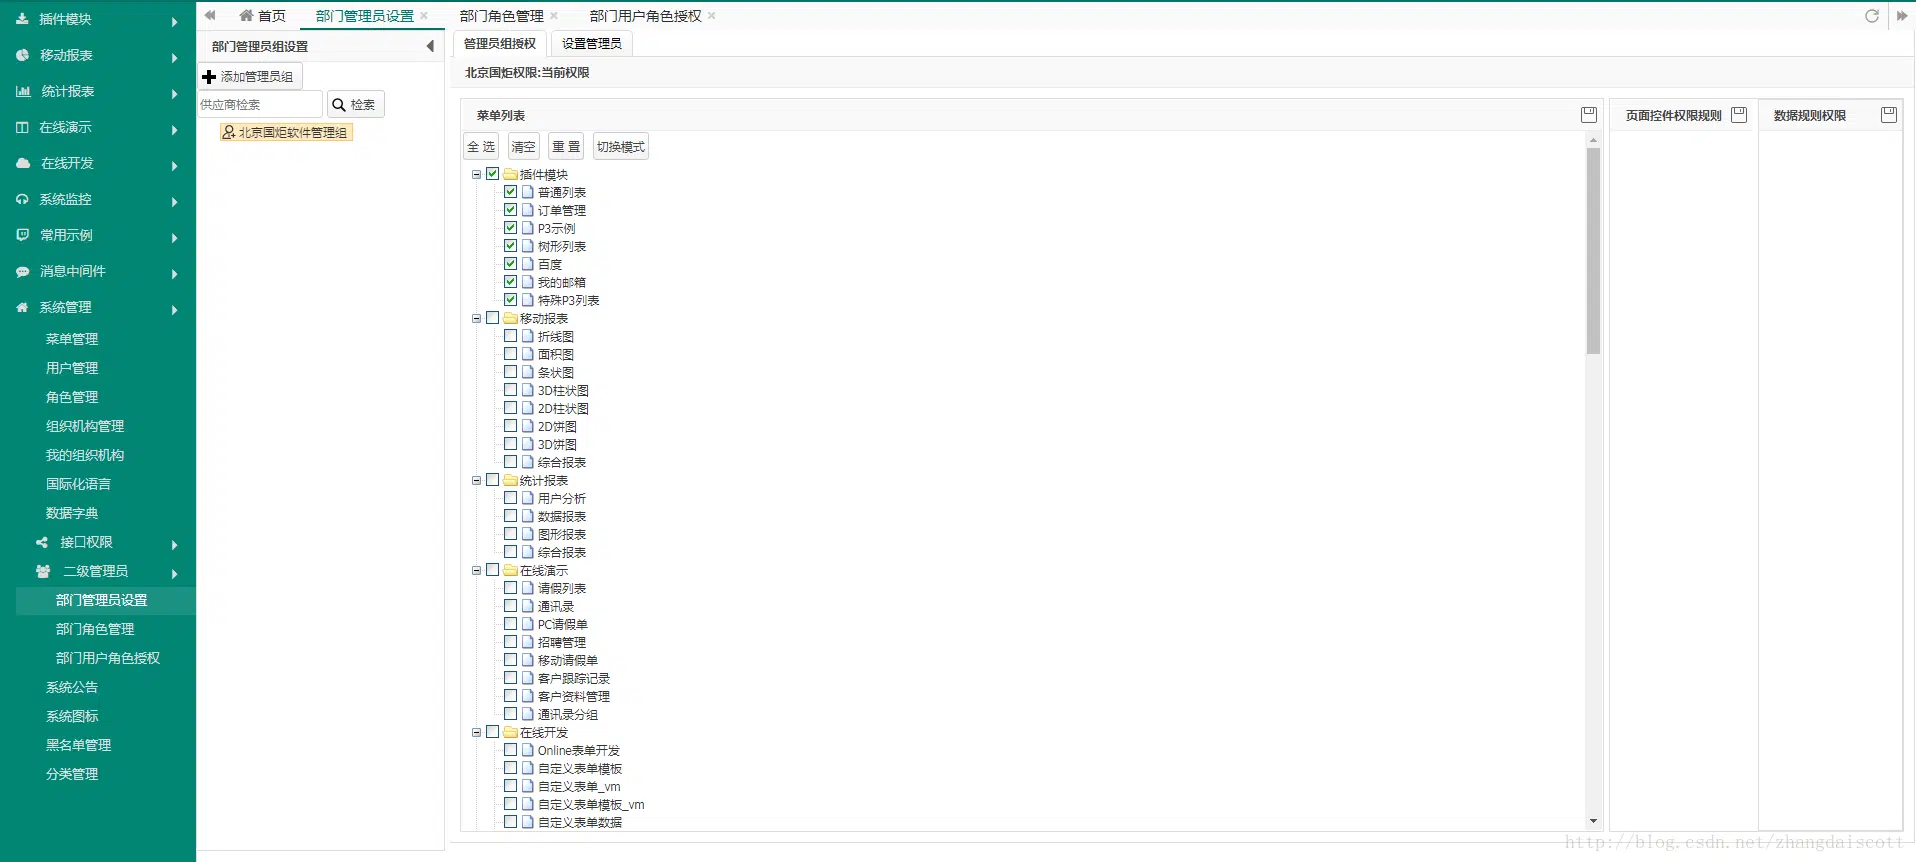 插件模块
移动报表
统计报表
在线演示
在线开发
系统监控
常用示例
消息中间件
系统管理
菜单管理
用户管理
角色管理
组织机构管理
我的组织机构
国际化语言
数据字典
接口权限
二级管理员
部门管理员设置
部门角色管理
部门用户角色授权
系统公告
系统图标
黑名单管理
分类管理
首页 部门管理员设置 部门角色管理 部门用户角色授权
部门管理员组设置
添加管理员组
供应商检索 检索
北京国炬软件管理组
管理员组授权 设置管理员
北京国炬权限:当前权限
菜单列表
全 选 清空 重 置 切换模式
插件模块
普通列表
订单管理
P3示例
树形列表
百度
我的邮箱
特殊P3列表
移动报表
折线图
面积图
条状图
3D柱状图
2D柱状图
2D饼图
3D饼图
综合报表
统计报表
用户分析
数据报表
图形报表
综合报表
在线演示
请假列表
通讯录
PC请假单
招聘管理
移动请假单
客户跟踪记录
客户资料管理
通讯录分组
在线开发
Online表单开发
自定义表单模板
自定义表单_vm
自定义表单模板_vm
自定义表单数据
页面控件权限规则
数据规则权限
http://blog.csdn.net/zhangdaiscott